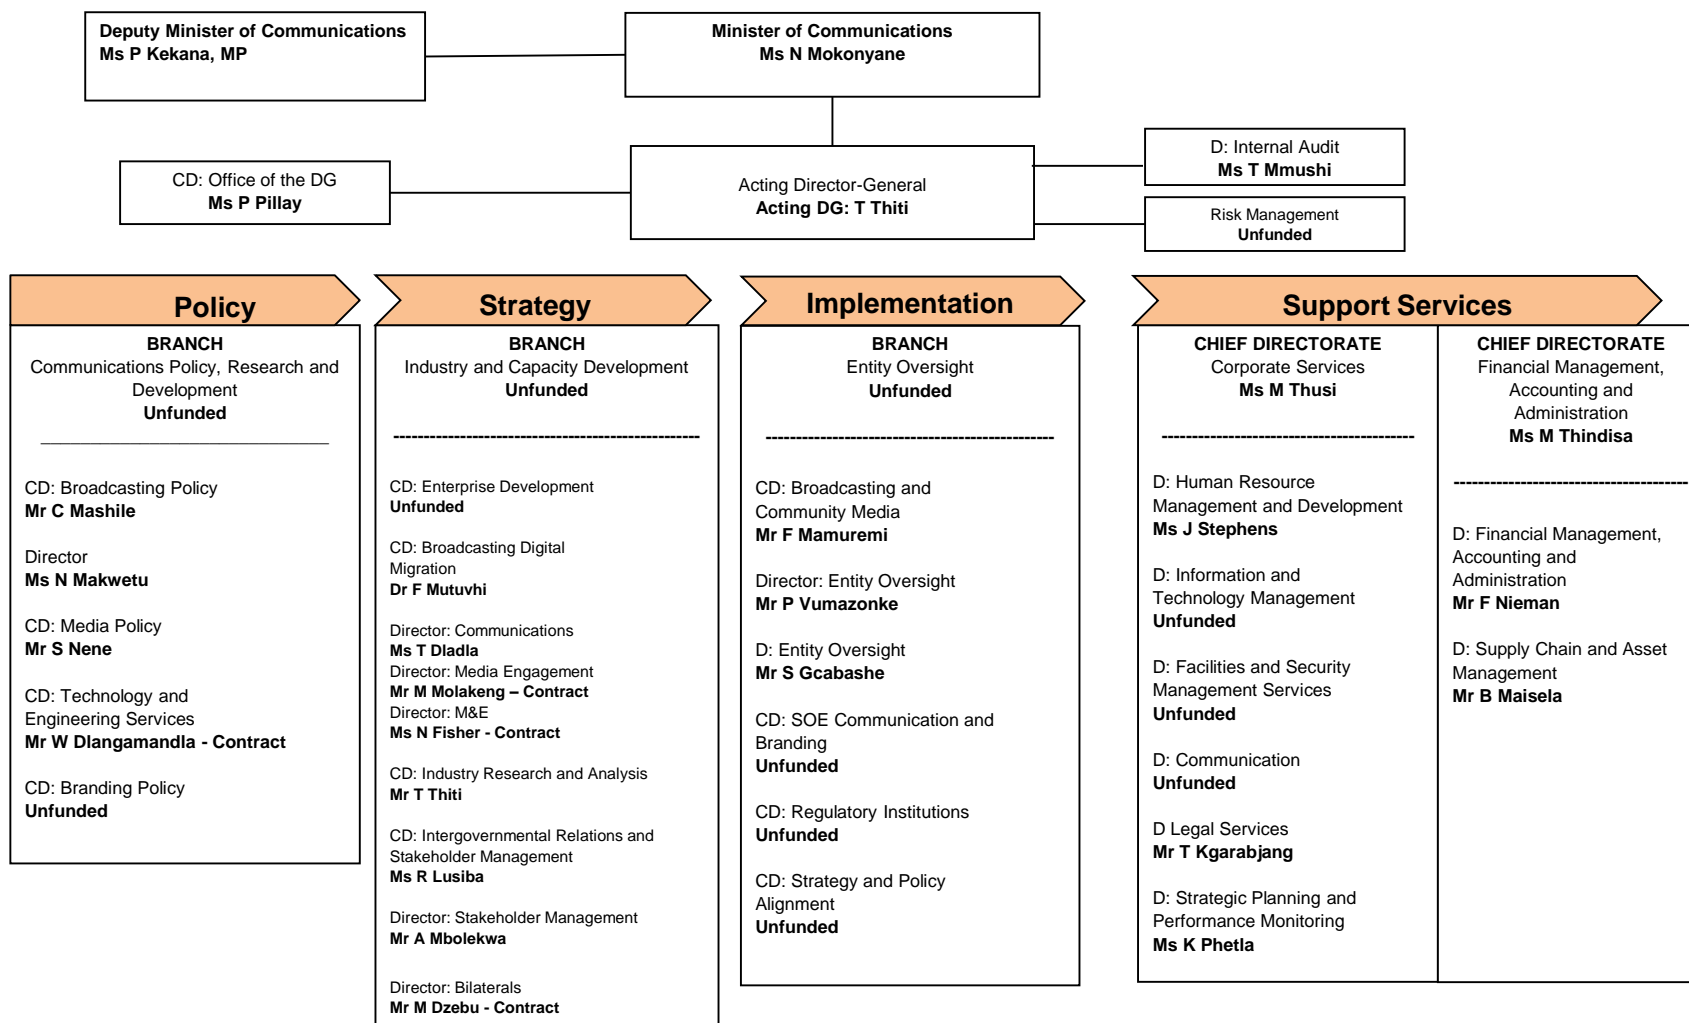 Deputy Minister of Communications
Ms P Kekana, MP
Minister of Communications
Ms N Mokonyane
CD: Office of the DG
Ms P Pillay
Acting Director-General
Acting DG: T Thiti
D: Internal Audit
Ms T Mmushi
Risk Management
Unfunded
Policy
BRANCH
Communications Policy, Research and
Development
Unfunded
CD: Broadcasting Policy
Mr C Mashile
Director
Ms N Makwetu
CD: Media Policy
Mr S Nene
CD: Technology and
Engineering Services
Mr W Dlangamandla - Contract
CD: Branding Policy
Unfunded
Strategy
BRANCH
Industry and Capacity Development
Unfunded
CD: Enterprise Development
Unfunded
CD: Broadcasting Digital
Migration
Dr F Mutuvhi
Director: Communications
Ms T Dladla
Director: Media Engagement
Mr M Molakeng – Contract
Director: M&E
Ms N Fisher - Contract
CD: Industry Research and Analysis
Mr T Thiti
CD: Intergovernmental Relations and
Stakeholder Management
Ms R Lusiba
Director: Stakeholder Management
Mr A Mbolekwa
Director: Bilaterals
Mr M Dzebu - Contract
Implementation
BRANCH
Entity Oversight
Unfunded
CD: Broadcasting and
Community Media
Mr F Mamuremi
Director: Entity Oversight
Mr P Vumazonke
D: Entity Oversight
Mr S Gcabashe
CD: SOE Communication and
Branding
Unfunded
CD: Regulatory Institutions
Unfunded
CD: Strategy and Policy
Alignment
Unfunded
Support Services
CHIEF DIRECTORATE
Corporate Services
Ms M Thusi
D: Human Resource
Management and Development
Ms J Stephens
D: Information and
Technology Management
Unfunded
D: Facilities and Security
Management Services
Unfunded
D: Communication
Unfunded
D Legal Services
Mr T Kgarabjang
D: Strategic Planning and
Performance Monitoring
Ms K Phetla
CHIEF DIRECTORATE
Financial Management,
Accounting and
Administration
Ms M Thindisa
D: Financial Management,
Accounting and
Administration
Mr F Nieman
D: Supply Chain and Asset
Management
Mr B Maisela